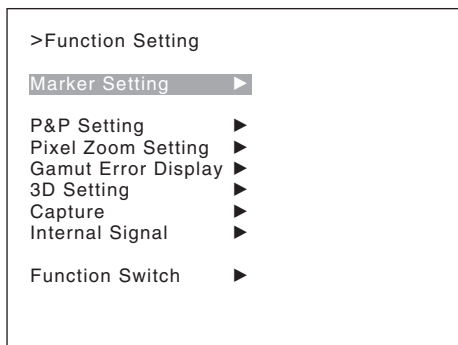 >Function Setting
Marker Setting ▶
P&P Setting ▶
Pixel Zoom Setting ▶
Gamut Error Display ▶
3D Setting ▶
Capture ▶
Internal Signal ▶
Function Switch ▶